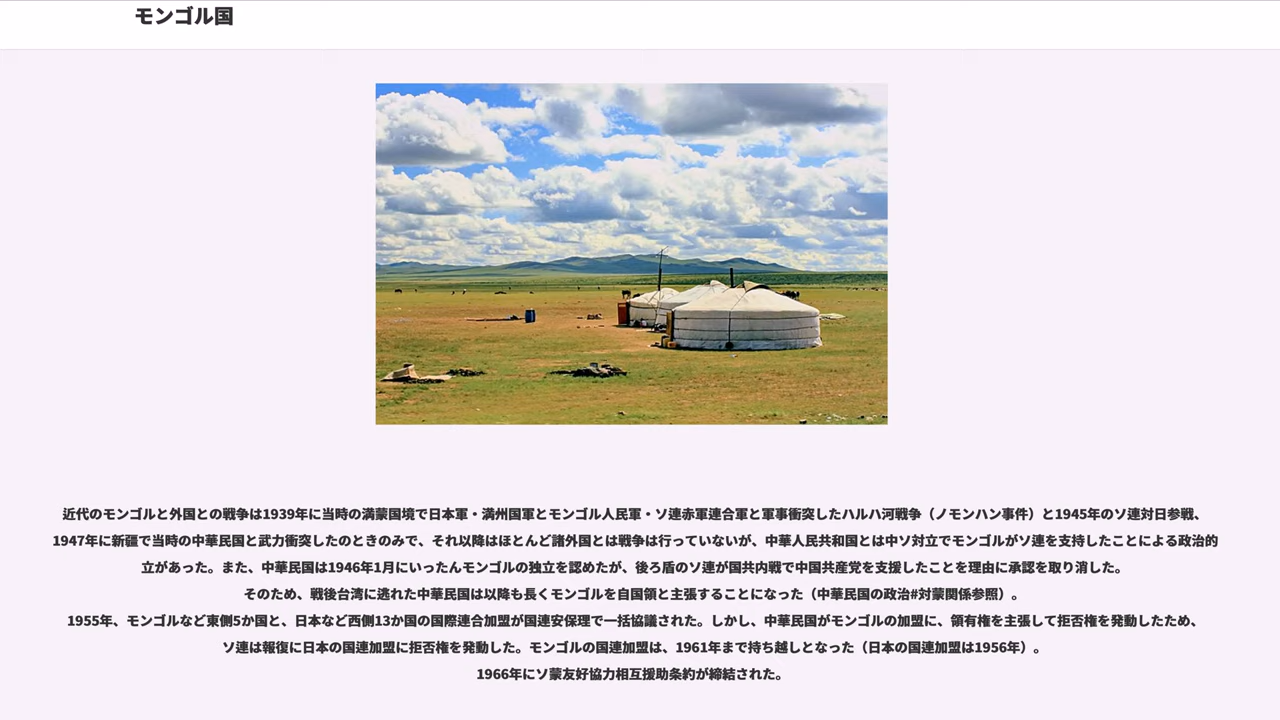 モンゴル国
近代のモンゴルと外国との戦争は1939年に当時の満蒙国境で日本軍・満州国軍とモンゴル人民軍・ソ連赤軍連合軍と軍事衝突したハルハ河戦争（ノモンハン事件）と1945年のソ連対日参戦、
1947年に新疆で当時の中華民国と武力衝突したのときのみで、それ以降はほとんど諸外国とは戦争は行っていないが、中華人民共和国とは中ソ対立でモンゴルがソ連を支持したことによる政治的
立があった。また、中華民国は1946年1月にいったんモンゴルの独立を認めたが、後ろ盾のソ連が国共内戦で中国共産党を支援したことを理由に承認を取り消した。
そのため、戦後台湾に逃れた中華民国は以降も長くモンゴルを自国領と主張することになった（中華民国の政治#対蒙関係参照）。
1955年、モンゴルなど東側5か国と、日本など西側13か国の国際連合加盟が国連安保理で一括協議された。しかし、中華民国がモンゴルの加盟に、領有権を主張して拒否権を発動したため、
ソ連は報復に日本の国連加盟に拒否権を発動した。モンゴルの国連加盟は、1961年まで持ち越しとなった（日本の国連加盟は1956年）。
1966年にソ蒙友好協力相互援助条約が締結された。